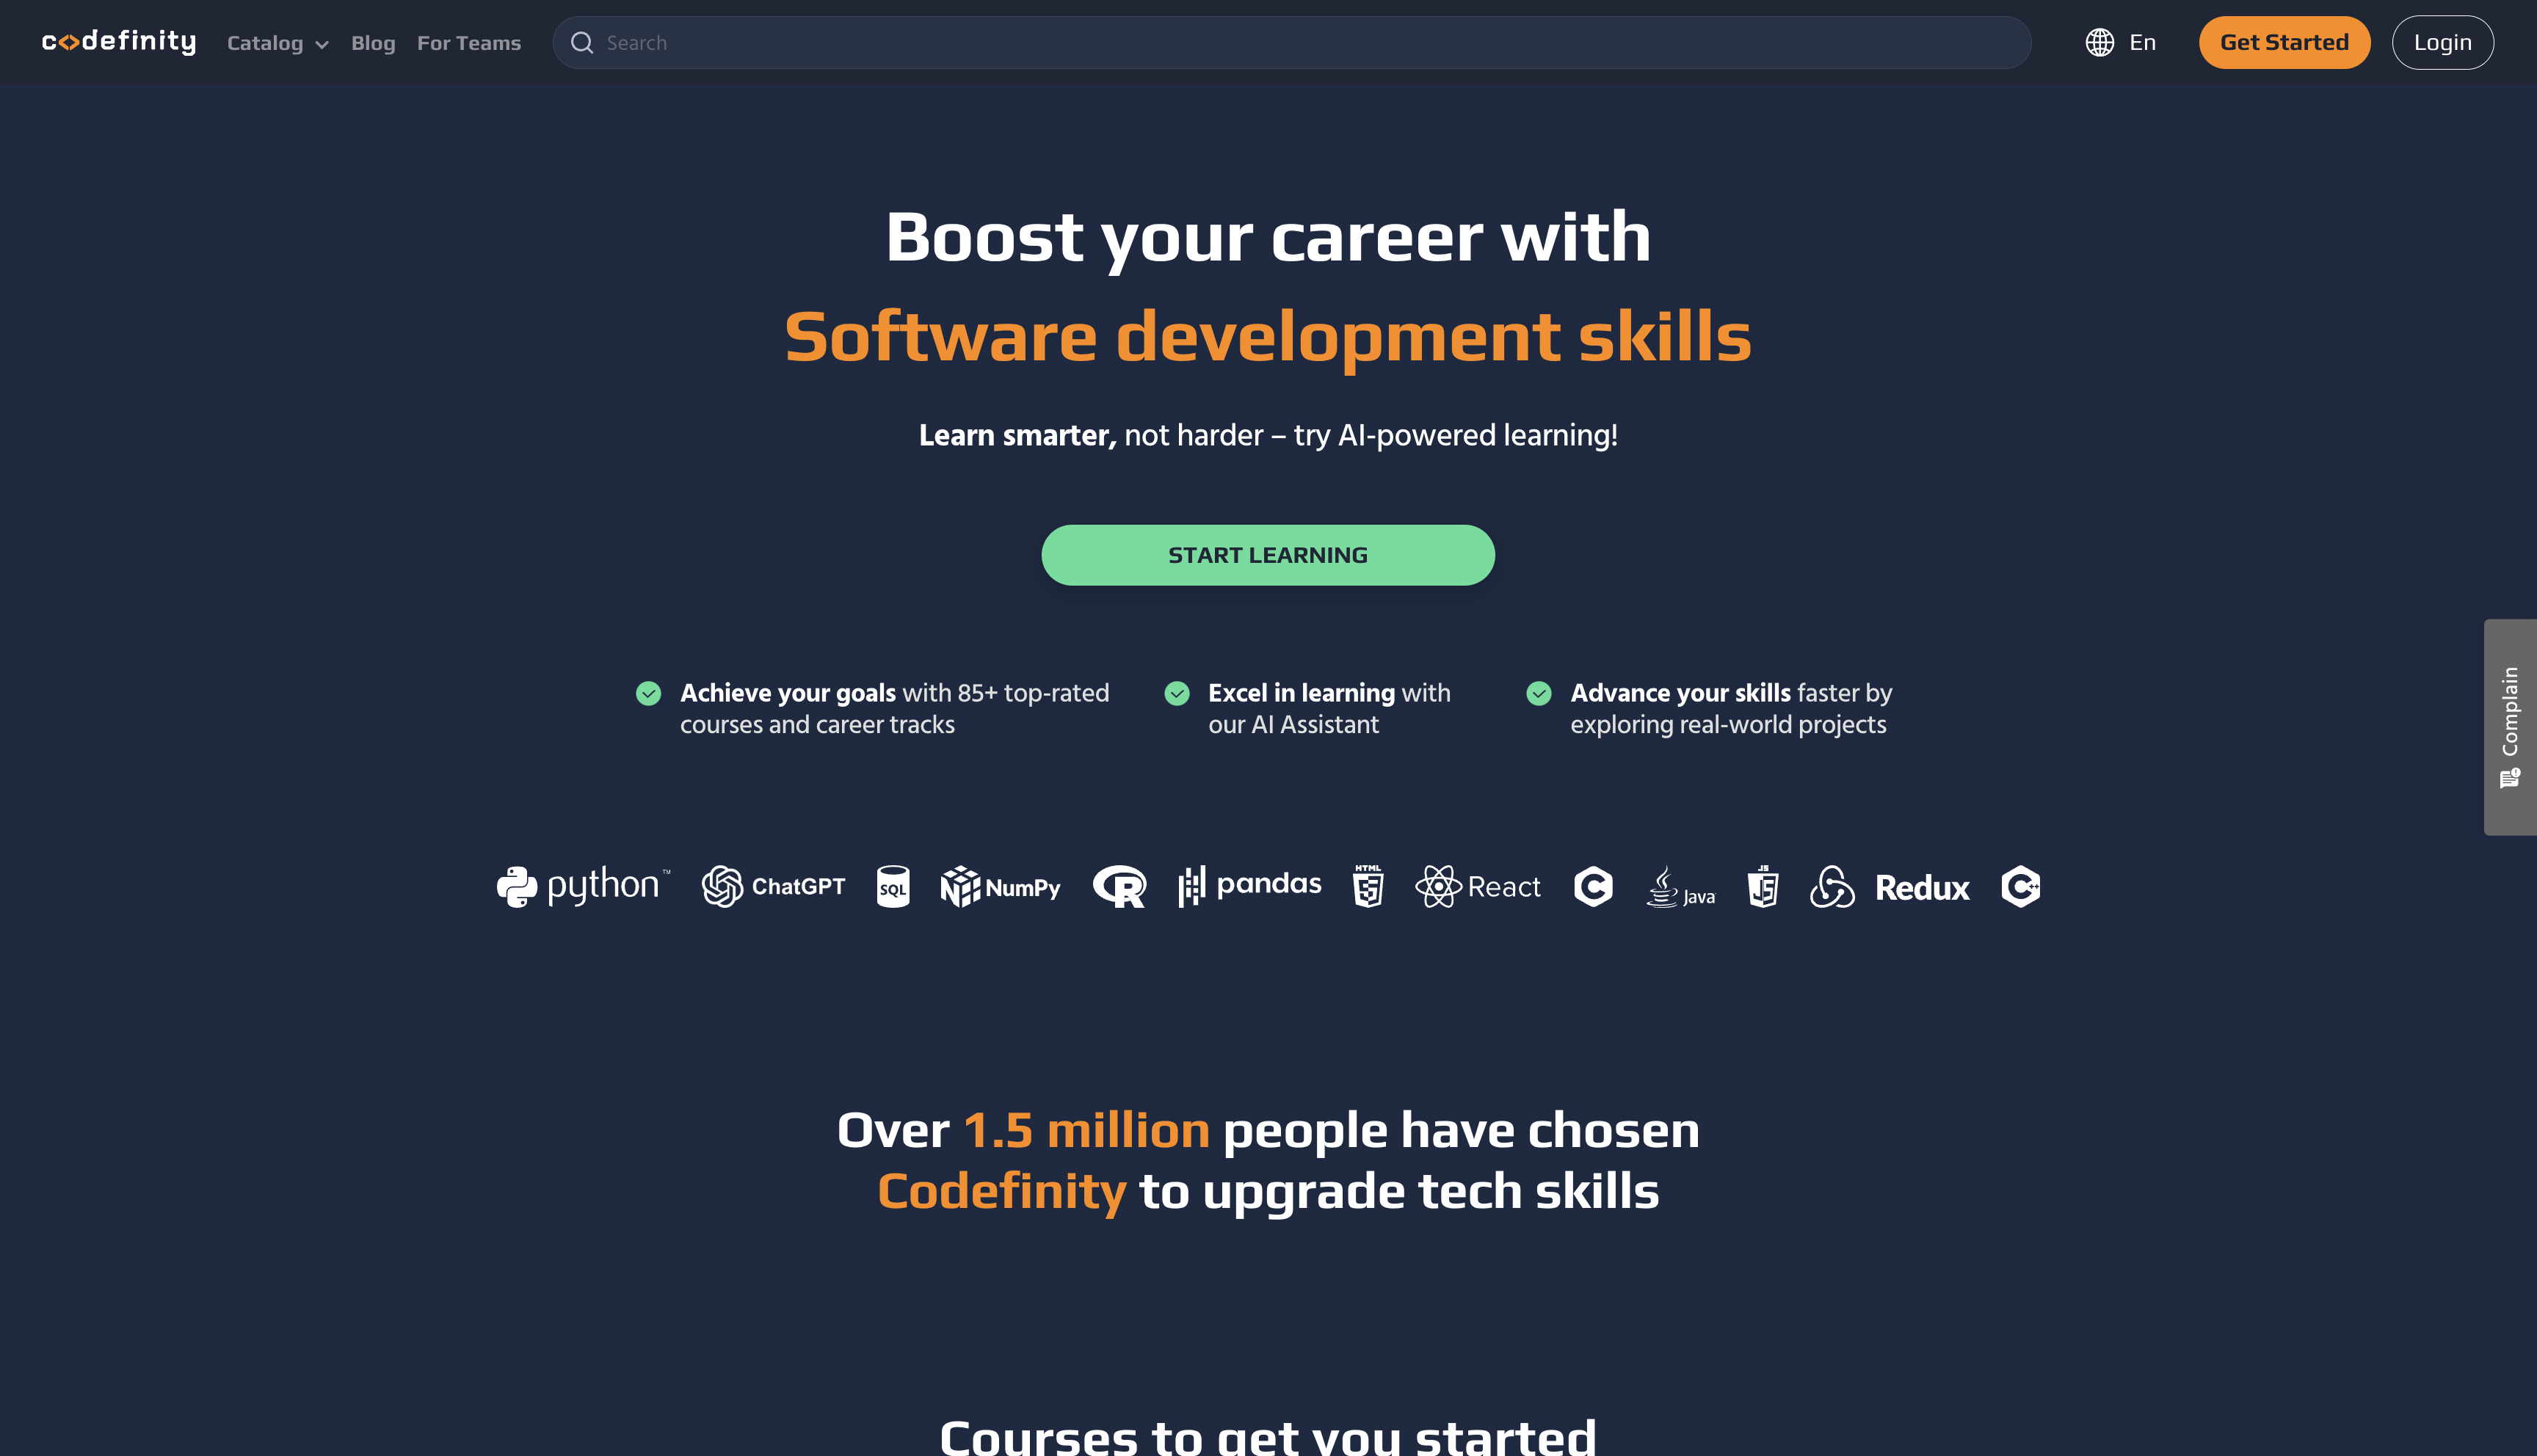 codefinity
Catalog
Blog
For Teams
Search
En
Get Started
Login
Boost your career with
Software development skills
Learn smarter, not harder – try AI-powered learning!
START LEARNING
Achieve your goals with 85+ top-rated
courses and career tracks
Excel in learning with
our AI Assistant
Advance your skills faster by
exploring real-world projects
Complain
python™
ChatGPT
SQL
NumPy
R
pandas
HTML
5
React
C
Java
JS
JS
Redux
C++
Over 1.5 million people have chosen
Codefinity to upgrade tech skills
Courses to get you started